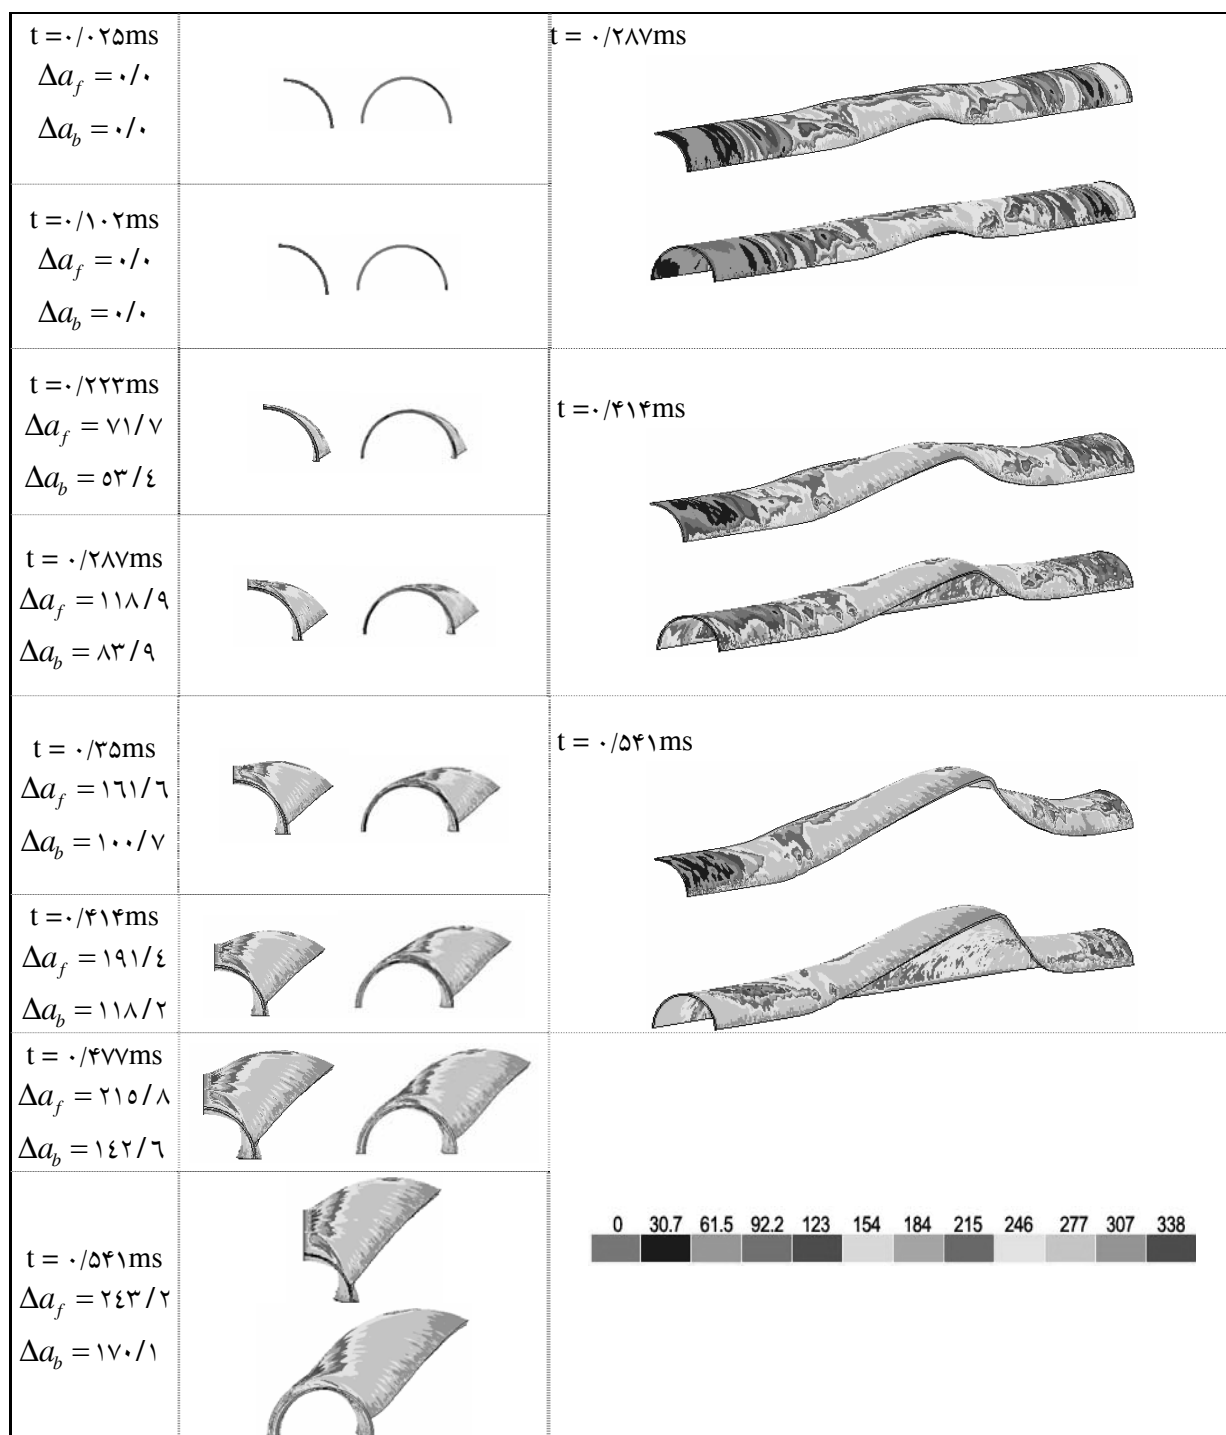 t =۰/۰۲۵ms
Δa_f = ۰/۰
Δa_b = ۰/۰
t = ۰/۲۸۷ms
t =۰/۱۰۲ms
Δa_f = ۰/۰
Δa_b = ۰/۰
t =۰/۲۲۳ms
Δa_f = ۷۱/۷
Δa_b = ٥۳/٤
t =۰/۴۱۴ms
t = ۰/۲۸۷ms
Δa_f = ۱۱۸/۹
Δa_b = ۸۳/۹
t = ۰/۳۵ms
Δa_f = ۱٦۱/٦
Δa_b = ۱۰۰/۷
t = ۰/۵۴۱ms
t =۰/۴۱۴ms
Δa_f = ۱۹۱/٤
Δa_b = ۱۱۸/۲
t = ۰/۴۷۷ms
Δa_f = ۲۱٥/۸
Δa_b = ۱٤۲/٦
t = ۰/۵۴۱ms
Δa_f = ۲٤۳/۲
Δa_b = ۱۷۰/۱
0 30.7 61.5 92.2 123 154 184 215 246 277 307 338